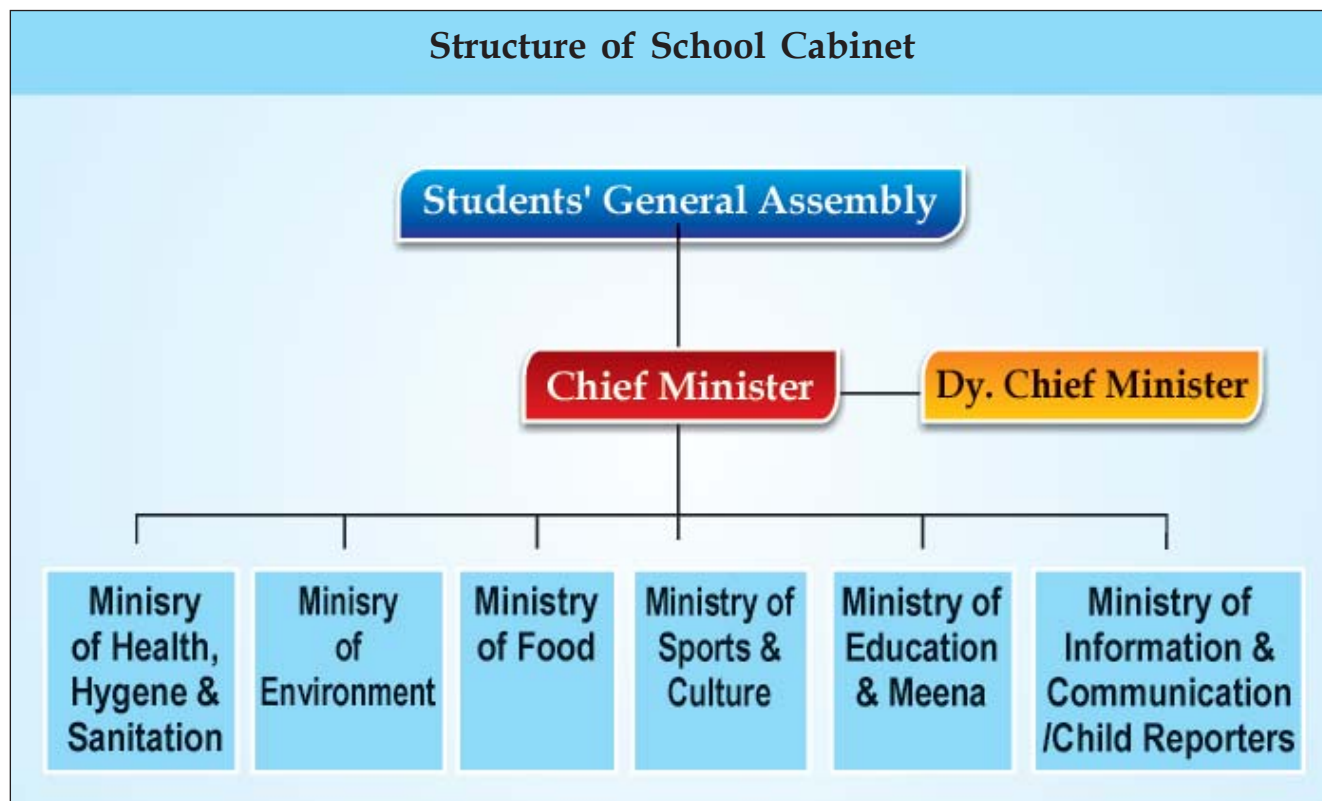 Structure of School Cabinet
Students' General Assembly
Chief Minister
Dy. Chief Minister
Minisry
of Health,
Hygene &
Sanitation
Minisry
of
Environment
Ministry
of Food
Ministry of
Sports &
Culture
Ministry of
Education
& Meena
Ministry of
Information &
Communication
/Child Reporters